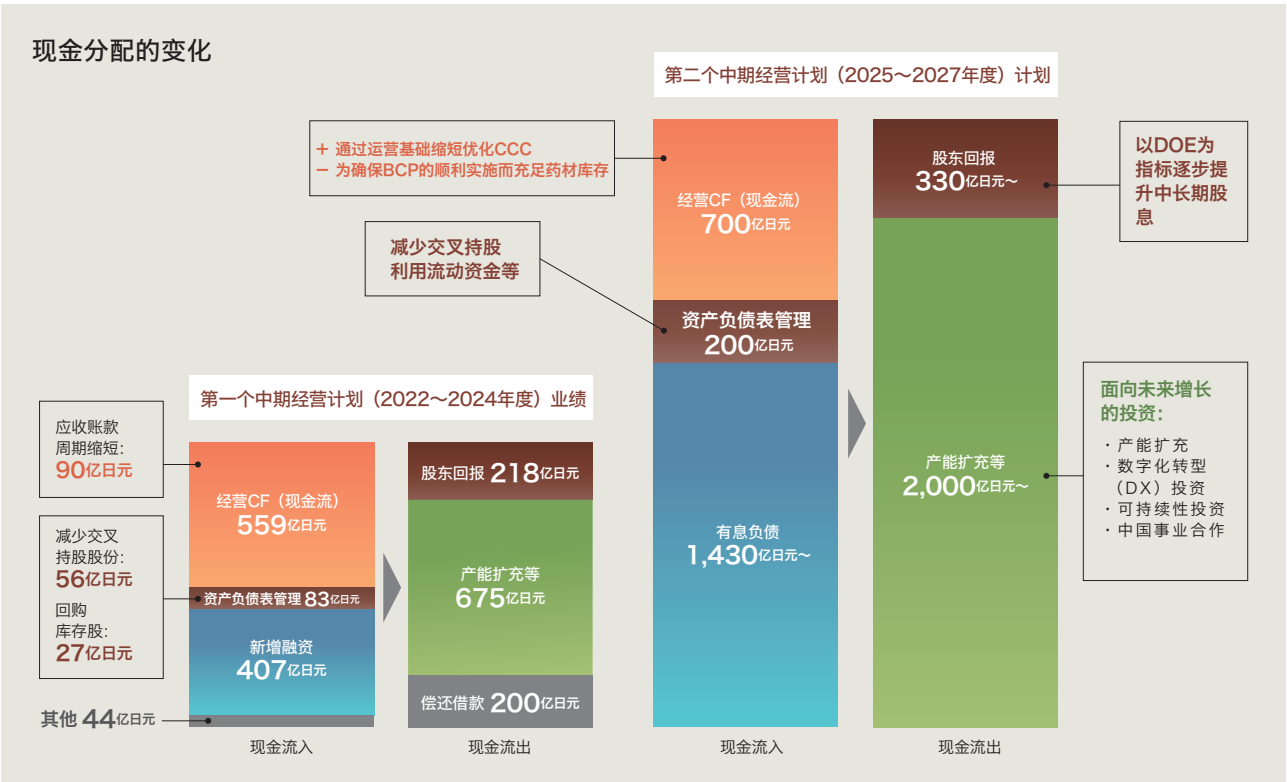 现金分配的变化
第二个中期经营计划（2025～2027年度）计划
＋ 通过运营基础缩短优化CCC
－ 为确保BCP的顺利实施而充足药材库存
减少交叉持股
利用流动资金等
经营CF（现金流）
700亿日元
资产负债表管理
200亿日元
有息负债
1,430亿日元～
现金流入
股东回报
330亿日元～
产能扩充等
2,000亿日元～
现金流出
以DOE为
指标逐步提
升中长期股
息
面向未来增长
的投资：
・产能扩充
・数字化转型
（DX）投资
・可持续性投资
・中国事业合作
第一个中期经营计划（2022～2024年度）业绩
应收账款
周期缩短：
90亿日元
减少交叉
持股股份：
56亿日元
回购
库存股：
27亿日元
其他 44亿日元
经营CF（现金流）
559亿日元
资产负债表管理 83亿日元
新增融资
407亿日元
现金流入
股东回报 218亿日元
产能扩充等
675亿日元
偿还借款 200亿日元
现金流出